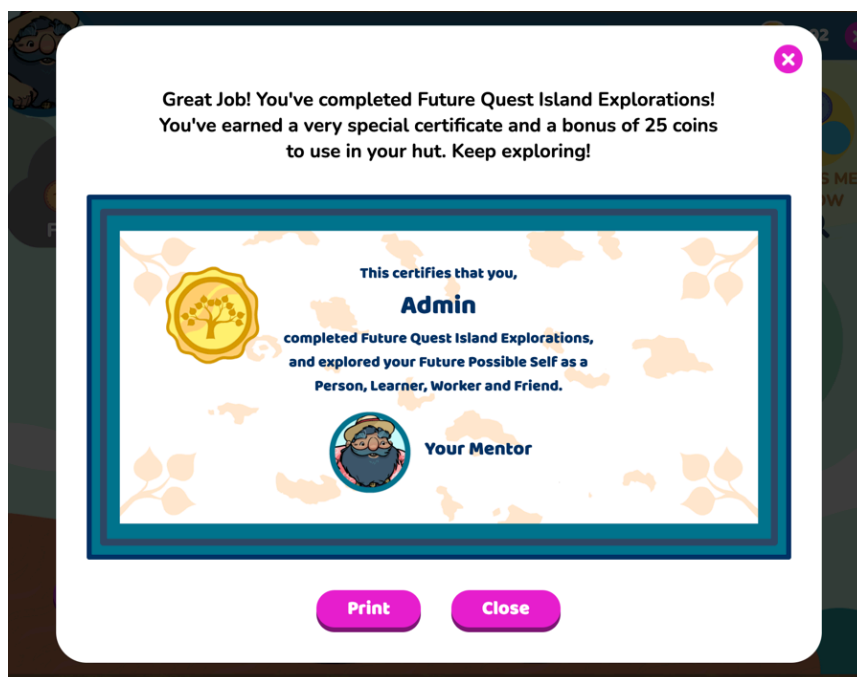 Great Job! You've completed Future Quest Island Explorations!
You've earned a very special certificate and a bonus of 25 coins
to use in your hut. Keep exploring!
This certifies that you,
Admin
completed Future Quest Island Explorations,
and explored your Future Possible Self as a
Person, Learner, Worker and Friend.
Your Mentor
Print
Close